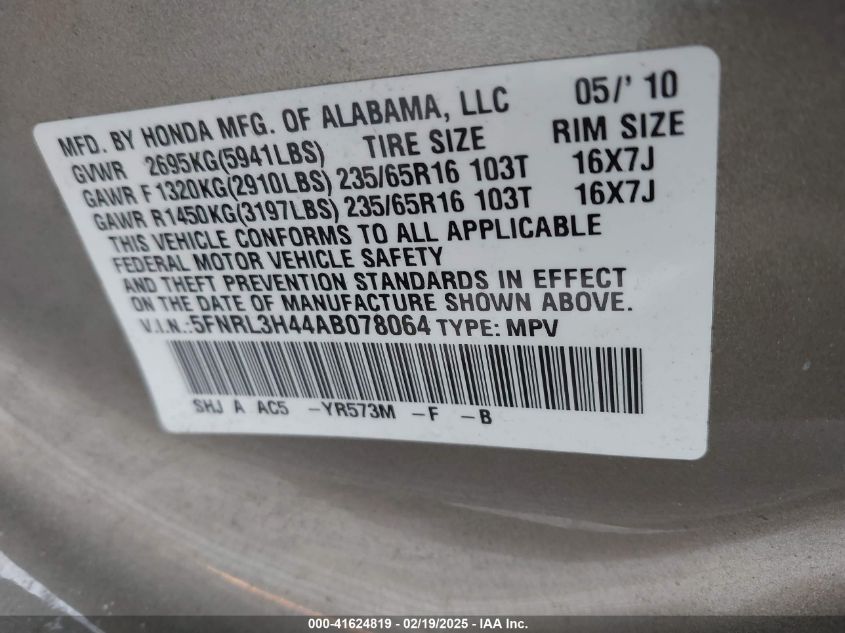 MFD. BY HONDA MFG. OF ALABAMA, LLC 05/' 10
GVWR 2695KG(5941LBS) TIRE SIZE RIM SIZE
GAWR F1320KG(2910LBS) 235/65R16 103T 16X7J
GAWR R1450KG(3197LBS) 235/65R16 103T 16X7J
THIS VEHICLE CONFORMS TO ALL APPLICABLE
FEDERAL MOTOR VEHICLE SAFETY
AND THEFT PREVENTION STANDARDS IN EFFECT
ON THE DATE OF MANUFACTURE SHOWN ABOVE.
V.I.N.:5FNRL3H44AB078064 TYPE: MPV
SHJ A AC5 -YR573M -F -B
000-41624819 - 02/19/2025 - IAA Inc.